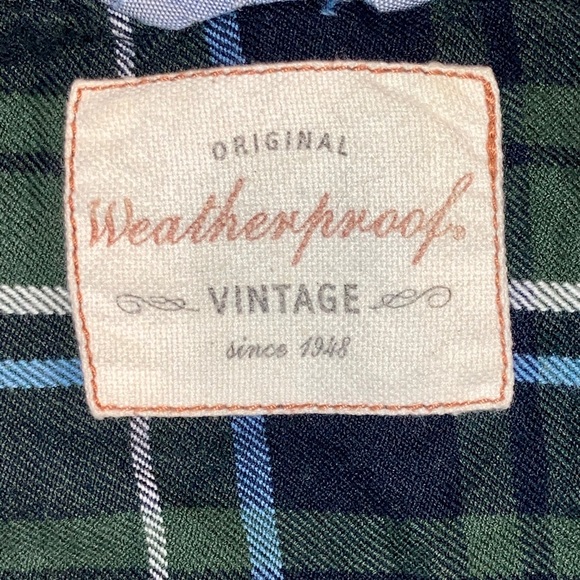 ORIGINAL
Weatherproof®
VINTAGE
since 1948